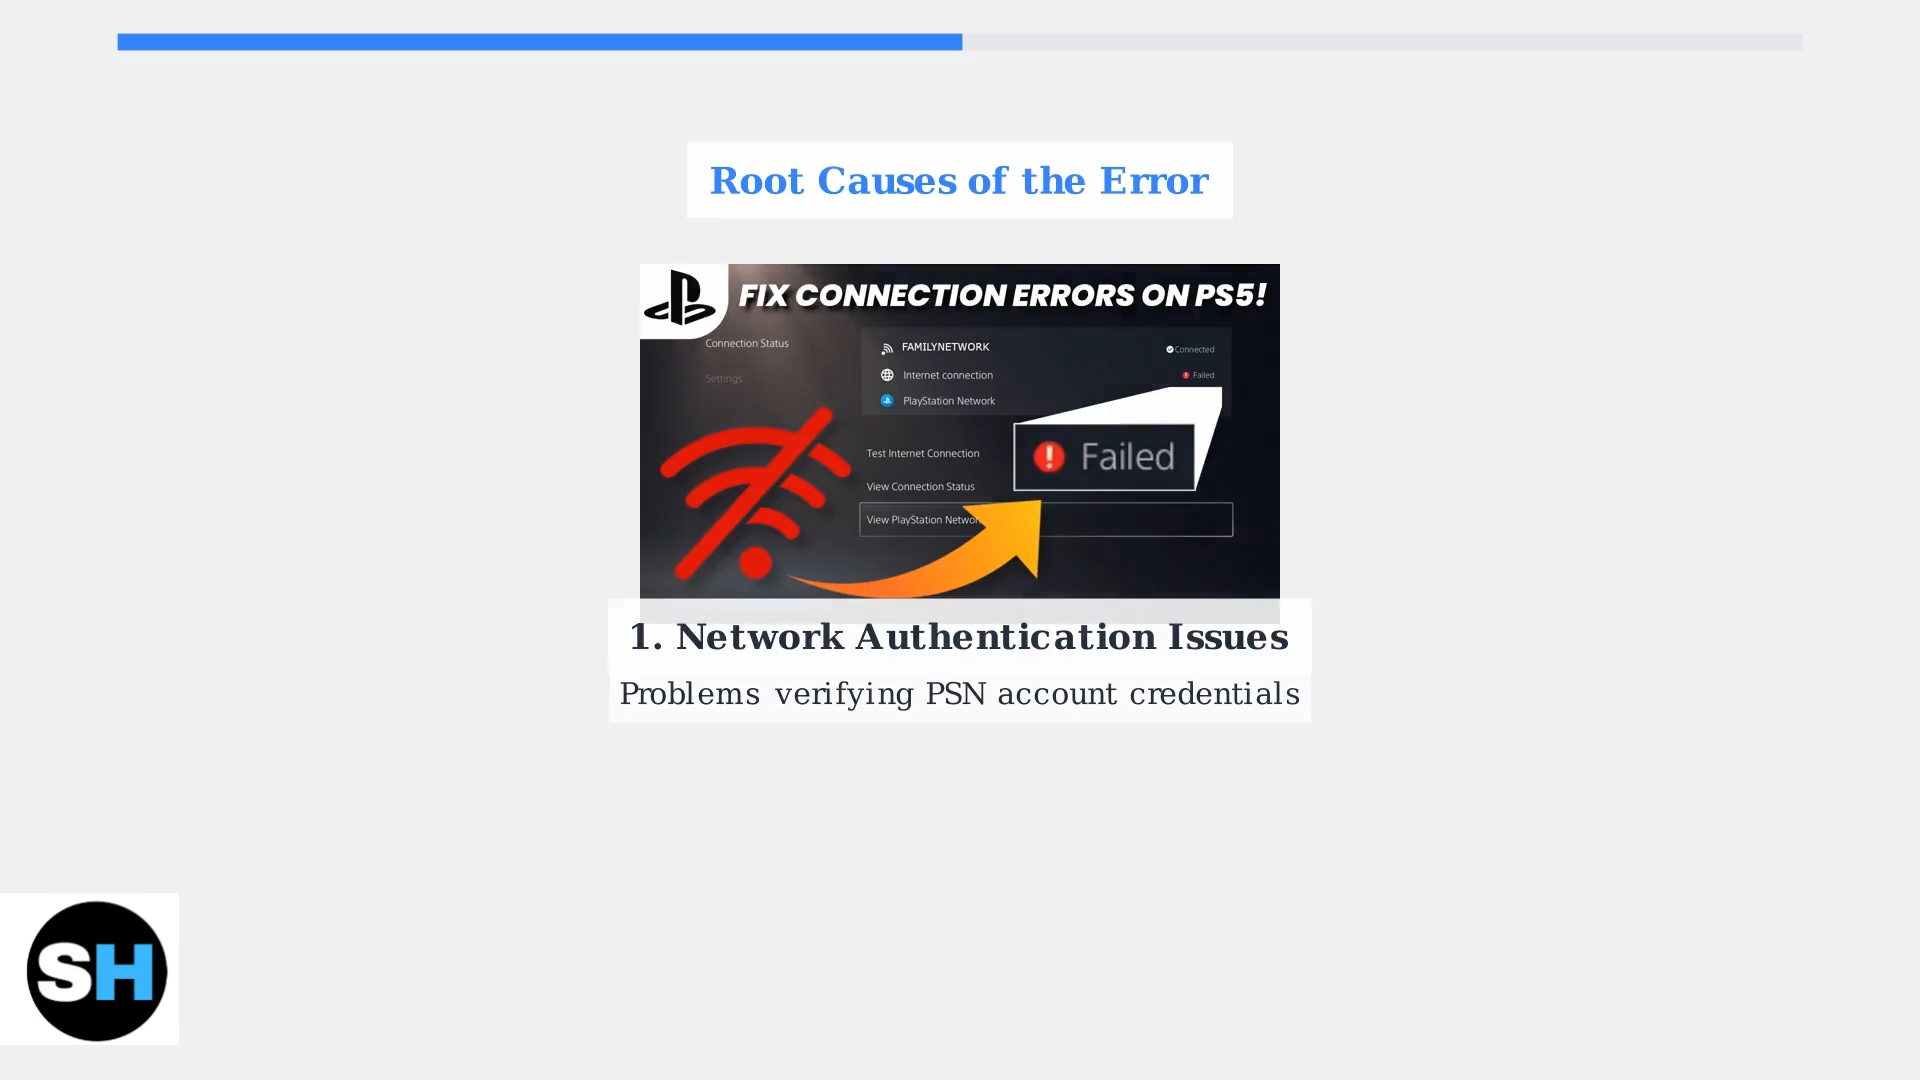 Root Causes of the Error
FIX CONNECTION ERRORS ON PS5!
Connection Status
Settings
FAMILYNETWORK
Connected
Internet connection
Failed
PlayStation Network
Failed
Test Internet Connection
View Connection Status
View PlayStation Networ
1. Network Authentication Issues
Problems verifying PSN account credentials
SH